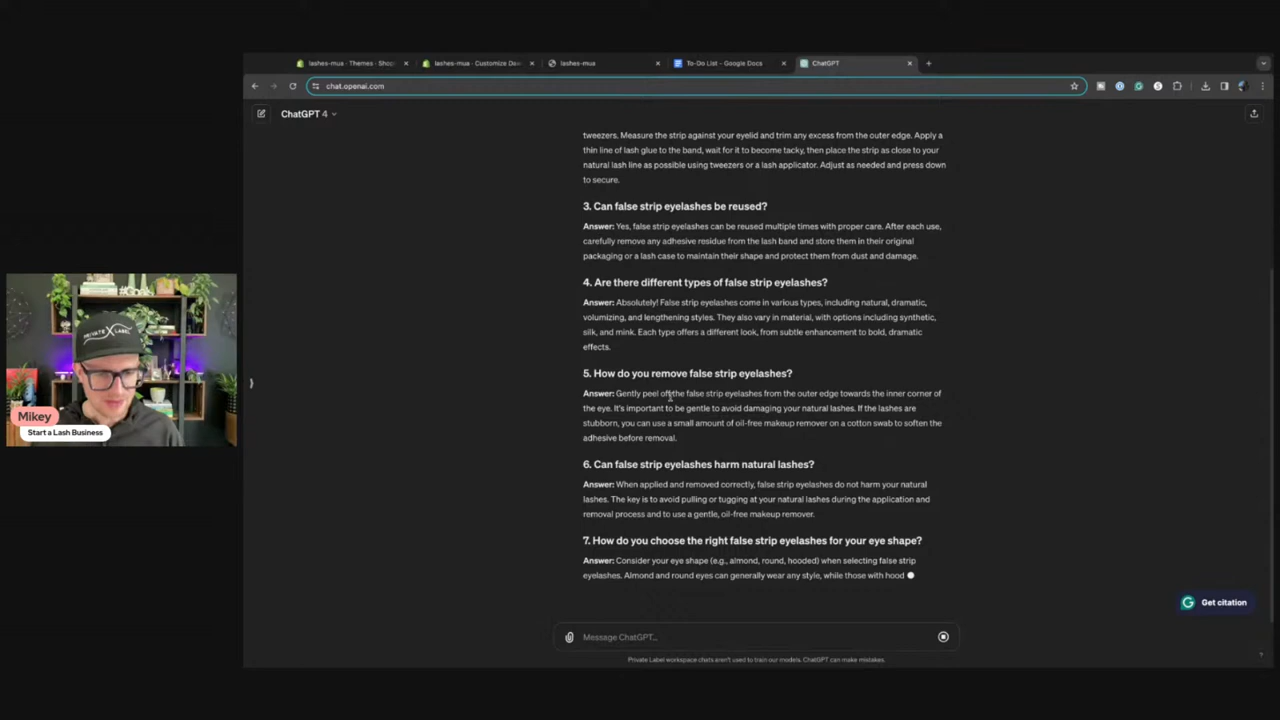 lashes-mua · Themes · Shop
lashes-mua · Customize Daw
lashes-mua
To-Do List - Google Docs
ChatGPT
chat.openai.com
ChatGPT 4
tweezers. Measure the strip against your eyelid and trim any excess from the outer edge. Apply a
thin line of lash glue to the band, wait for it to become tacky, then place the strip as close to your
natural lash line as possible using tweezers or a lash applicator. Adjust as needed and press down
to secure.
3. Can false strip eyelashes be reused?
Answer: Yes, false strip eyelashes can be reused multiple times with proper care. After each use,
carefully remove any adhesive residue from the lash band and store them in their original
packaging or a lash case to maintain their shape and protect them from dust and damage.
4. Are there different types of false strip eyelashes?
Answer: Absolutely! False strip eyelashes come in various types, including natural, dramatic,
volumizing, and lengthening styles. They also vary in material, with options including synthetic,
silk, and mink. Each type offers a different look, from subtle enhancement to bold, dramatic
effects.
5. How do you remove false strip eyelashes?
Answer: Gently peel off the false strip eyelashes from the outer edge towards the inner corner of
the eye. It's important to be gentle to avoid damaging your natural lashes. If the lashes are
stubborn, you can use a small amount of oil-free makeup remover on a cotton swab to soften the
adhesive before removal.
6. Can false strip eyelashes harm natural lashes?
Answer: When applied and removed correctly, false strip eyelashes do not harm your natural
lashes. The key is to avoid pulling or tugging at your natural lashes during the application and
removal process and to use a gentle, oil-free makeup remover.
7. How do you choose the right false strip eyelashes for your eye shape?
Answer: Consider your eye shape (e.g., almond, round, hooded) when selecting false strip
eyelashes. Almond and round eyes can generally wear any style, while those with hood
Get citation
Message ChatGPT...
Private Label workspace chats aren't used to train our models. ChatGPT can make mistakes.
PRIVATE LABEL
Mikey
Start a Lash Business